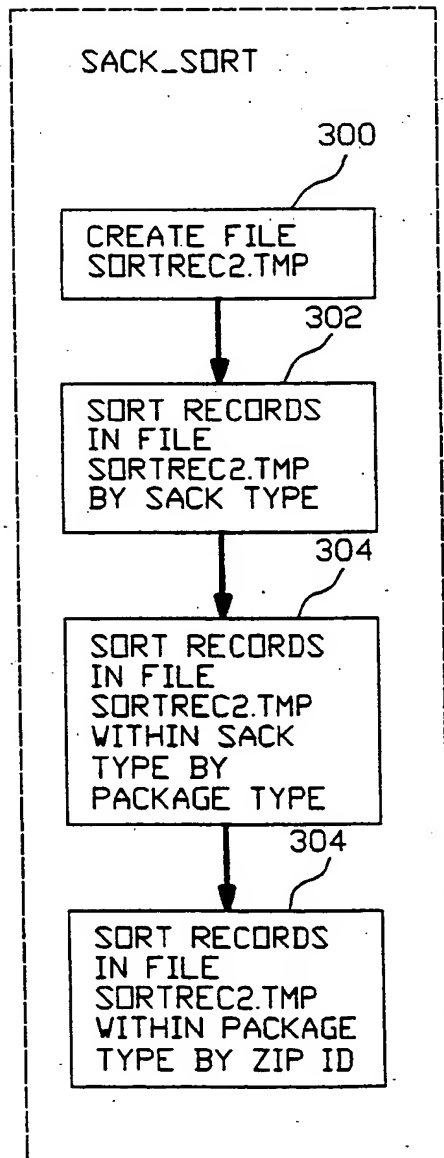 SACK_SORT
300
CREATE FILE
SORTREC2.TMP
302
SORT RECORDS
IN FILE
SORTREC2.TMP
BY SACK TYPE
304
SORT RECORDS
IN FILE
SORTREC2.TMP
WITHIN SACK
TYPE BY
PACKAGE TYPE
304
SORT RECORDS
IN FILE
SORTREC2.TMP
WITHIN PACKAGE
TYPE BY ZIP ID